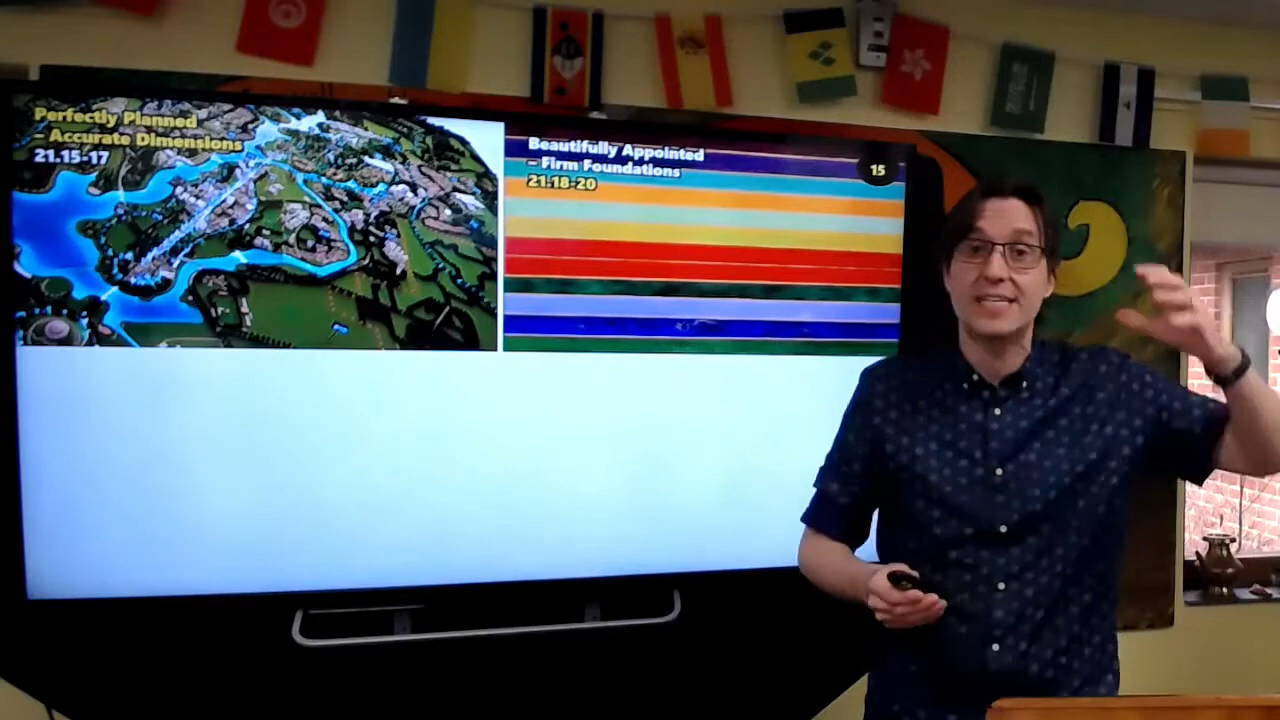 Perfectly Planned
– Accurate Dimensions
21.15-17
Beautifully Appointed
– Firm Foundations
21.18-20
15